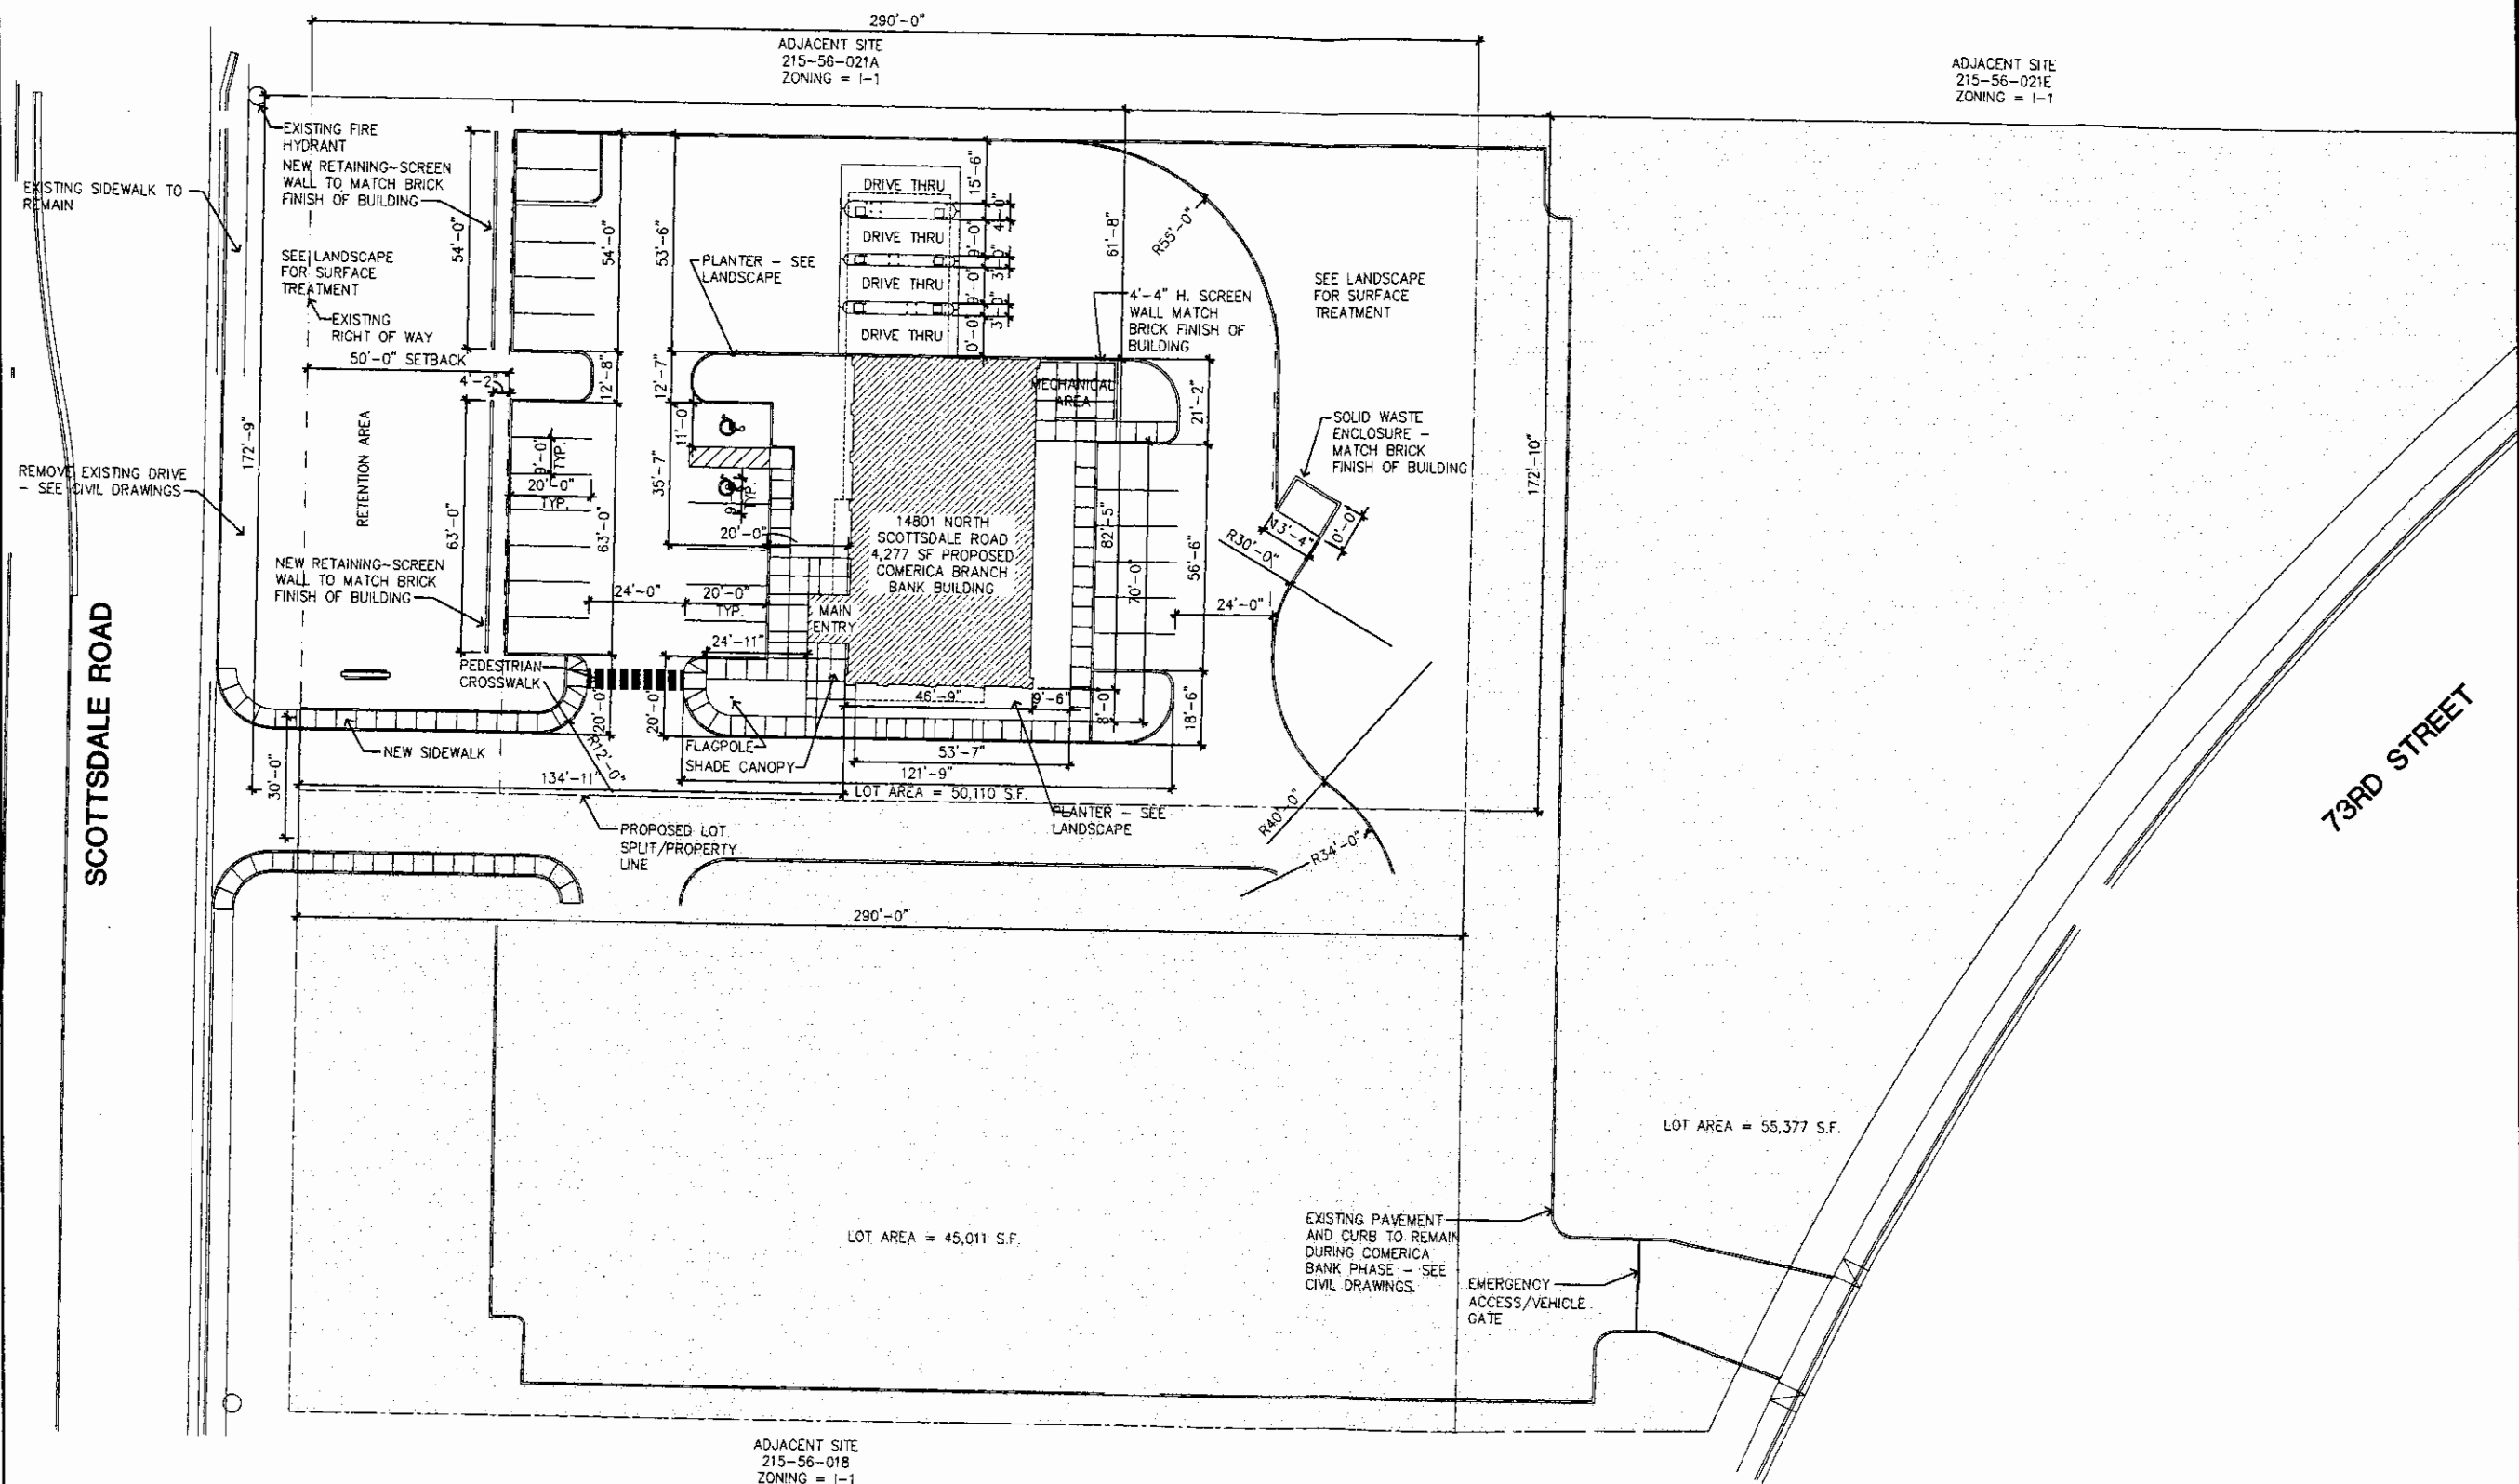 290'-0"
ADJACENT SITE
215-56-021A
ZONING = I-1
ADJACENT SITE
215-56-021E
ZONING = I-1
EXISTING FIRE
HYDRANT
NEW RETAINING~SCREEN
WALL TO MATCH BRICK
FINISH OF BUILDING
EXISTING SIDEWALK TO
REMAIN
SEE LANDSCAPE
FOR SURFACE
TREATMENT
EXISTING
RIGHT OF WAY
50'-0" SETBACK
4'-2"
54'-0"
54'-0"
53'-6"
12'-8"
12'-7"
PLANTER – SEE
LANDSCAPE
DRIVE THRU
DRIVE THRU
DRIVE THRU
DRIVE THRU
15'-6"
4'-0"
9'-0"
3'-0"
9'-0"
3'-0"
61'-8"
R55'-0"
4'-4" H. SCREEN
WALL MATCH
BRICK FINISH OF
BUILDING
SEE LANDSCAPE
FOR SURFACE
TREATMENT
MECHANICAL
AREA
21'-2"
SOLID WASTE
ENCLOSURE –
MATCH BRICK
FINISH OF BUILDING
172'-10"
172'-9"
RETENTION AREA
REMOVE EXISTING DRIVE
– SEE CIVIL DRAWINGS
63'-0"
9'-0"
TYP.
20'-0"
TYP.
63'-0"
11'-0"
35'-7"
9'
TYP.
20'-0"
14801 NORTH
SCOTTSDALE ROAD
4,277 SF PROPOSED
COMERICA BRANCH
BANK BUILDING
82'-5"
70'-0"
56'-6"
13'-4"
R30'-0"
24'-0"
NEW RETAINING~SCREEN
WALL TO MATCH BRICK
FINISH OF BUILDING
24'-0"
20'-0"
TYP.
MAIN
ENTRY
24'-11"
PEDESTRIAN
CROSSWALK
20'-0"
20'-0"
R12'-0"
46'-9"
9'-6"
8'-0"
18'-6"
NEW SIDEWALK
FLAGPOLE
SHADE CANOPY
53'-7"
121'-9"
134'-11"
LOT AREA = 50,110 S.F.
30'-0"
PROPOSED LOT
SPLIT/PROPERTY
LINE
PLANTER – SEE
LANDSCAPE
R40'-0"
R34'-0"
290'-0"
SCOTTSDALE ROAD
73RD STREET
LOT AREA = 55,377 S.F.
LOT AREA = 45,011 S.F.
EXISTING PAVEMENT
AND CURB TO REMAIN
DURING COMERICA
BANK PHASE – SEE
CIVIL DRAWINGS.
EMERGENCY
ACCESS/VEHICLE
GATE
ADJACENT SITE
215-56-018
ZONING = I-1